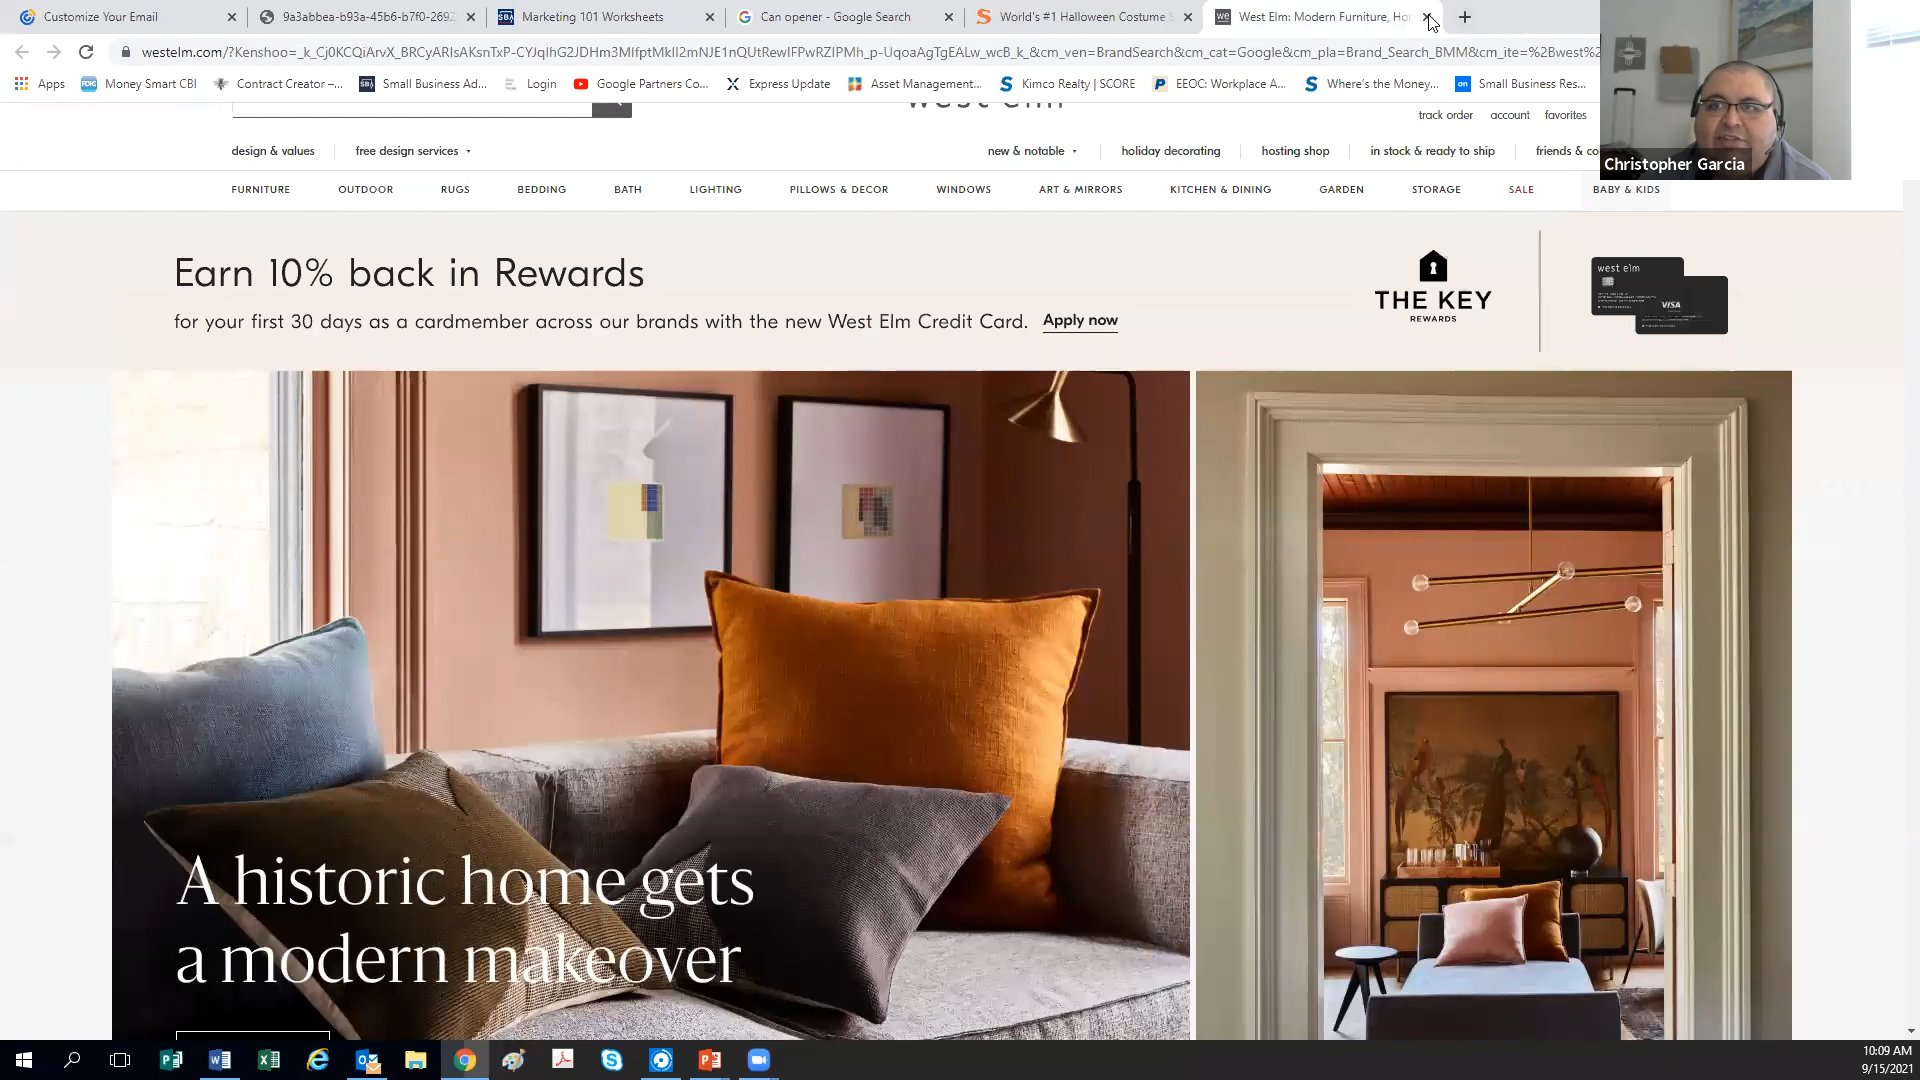 Customize Your Email
9a3abbea-b93a-45b6-b7f0-2692
Marketing 101 Worksheets
Can opener - Google Search
World's #1 Halloween Costume S
West Elm: Modern Furniture, Ho
westelm.com/?Kenshoo=_k_Cj0KCQiArvX_BRCyARIsAKsnTxP-CYJqIhG2JDHm3MIfptMkII2mNJE1nQUtRewIFPwRZIPMh_p-UqoaAgTgEALw_wcB_k_&cm_ven=BrandSearch&cm_cat=Google&cm_pla=Brand_Search_BMM&cm_ite=%2Bwest%2
Apps
Money Smart CBI
Contract Creator –...
Small Business Ad...
Login
Google Partners Co...
Express Update
Asset Management...
Kimco Realty | SCORE
EEOC: Workplace A...
Where's the Money...
Small Business Res...
west elm
track order account favorites
design & values
free design services
new & notable
holiday decorating
hosting shop
in stock & ready to ship
friends & co
Christopher Garcia
FURNITURE OUTDOOR RUGS BEDDING BATH LIGHTING PILLOWS & DECOR WINDOWS ART & MIRRORS KITCHEN & DINING GARDEN STORAGE SALE BABY & KIDS
Earn 10% back in Rewards
for your first 30 days as a cardmember across our brands with the new West Elm Credit Card. Apply now
THE KEY
REWARDS
west elm
VISA
A historic home gets
a modern makeover
10:09 AM
9/15/2021